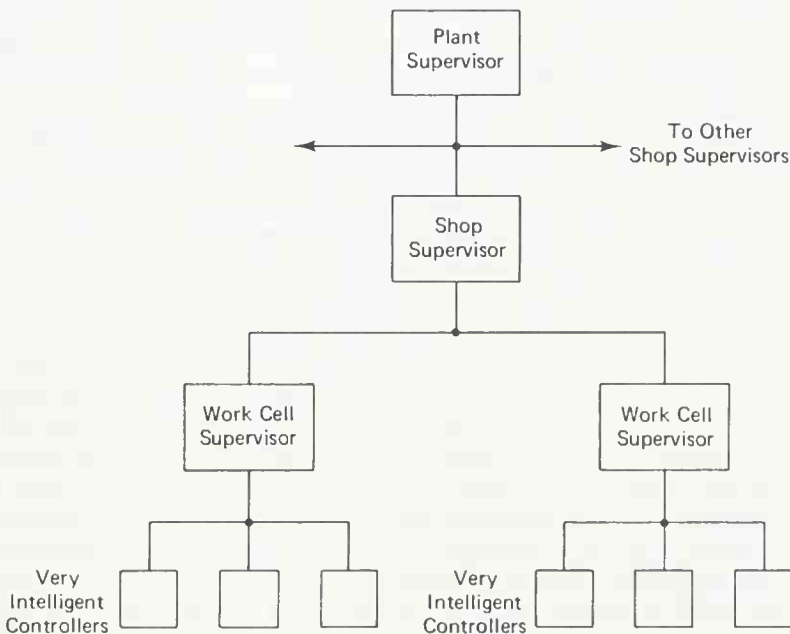 Plant
Supervisor
To Other
Shop Supervisors
Shop
Supervisor
Work Cell
Supervisor
Work Cell
Supervisor
Very
Intelligent
Controllers
Very
Intelligent
Controllers